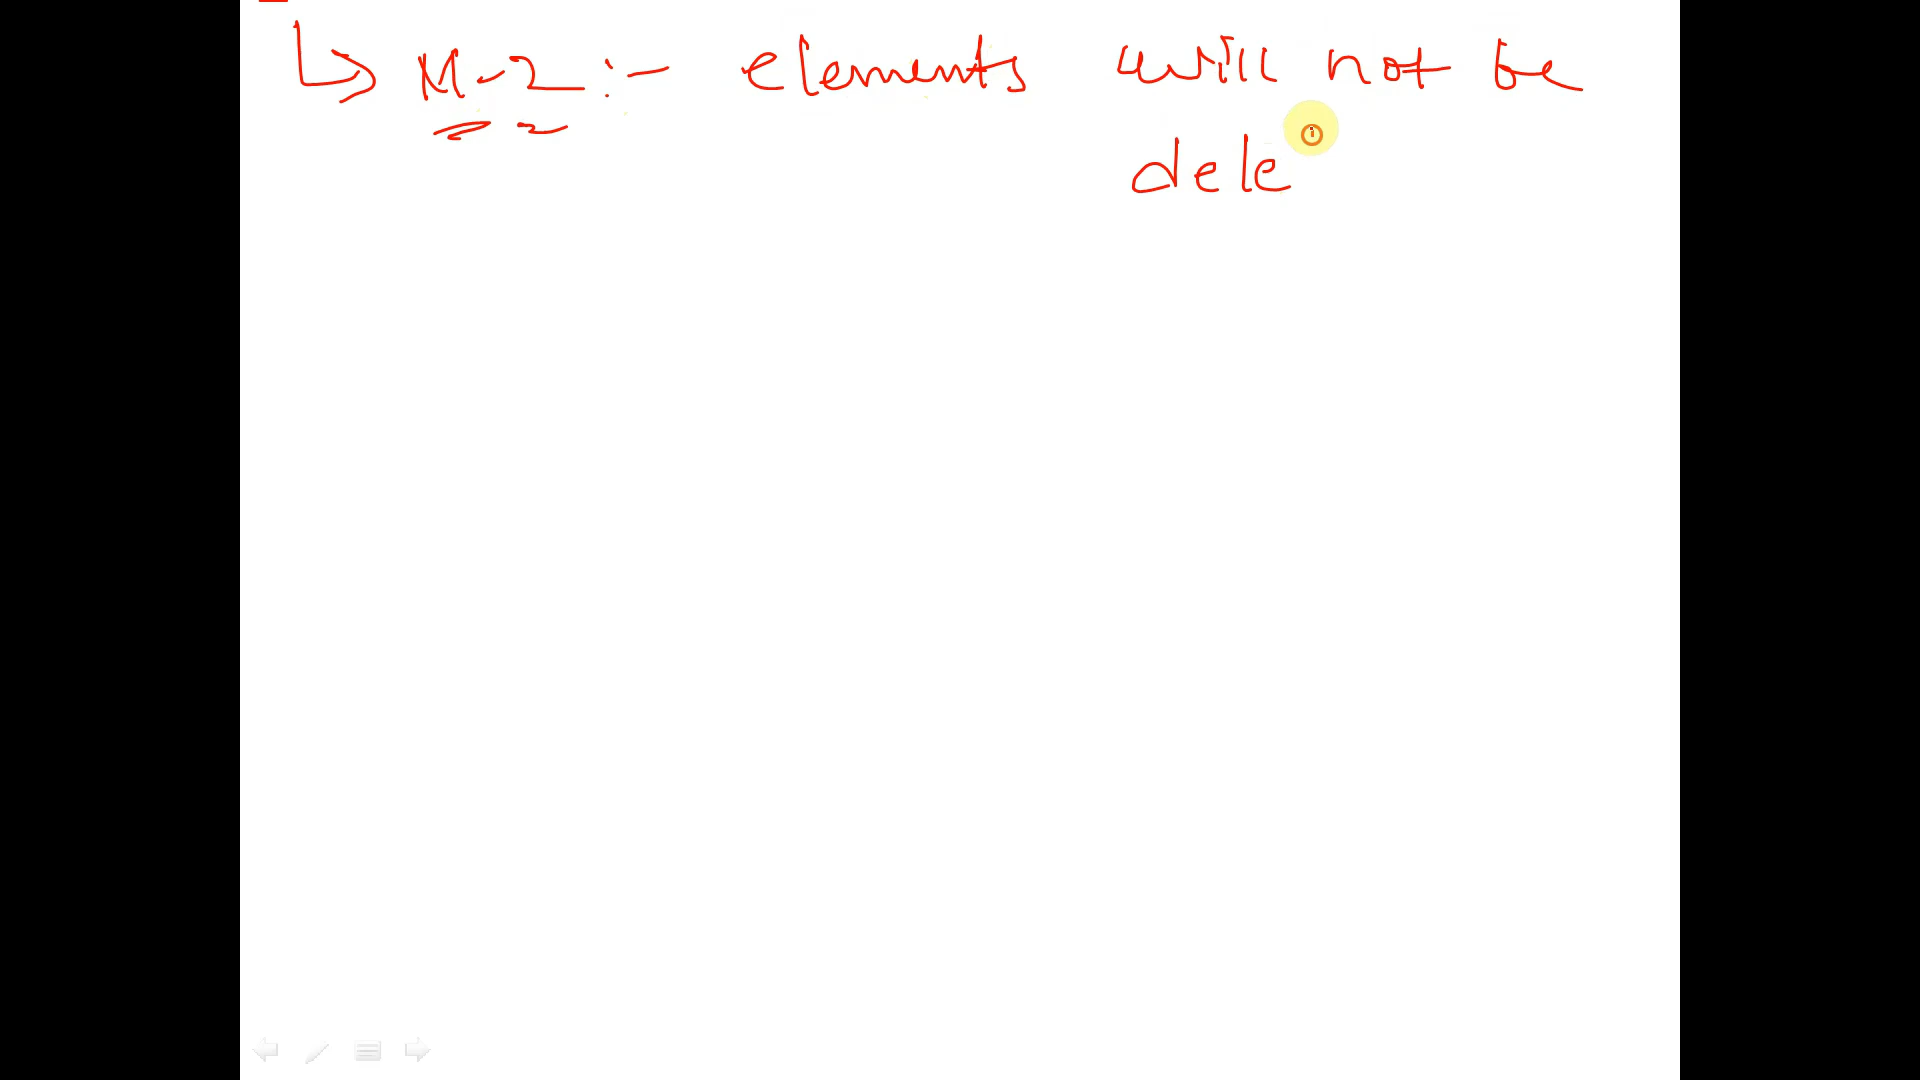 ↳ M-2 :- elements will not be
dele